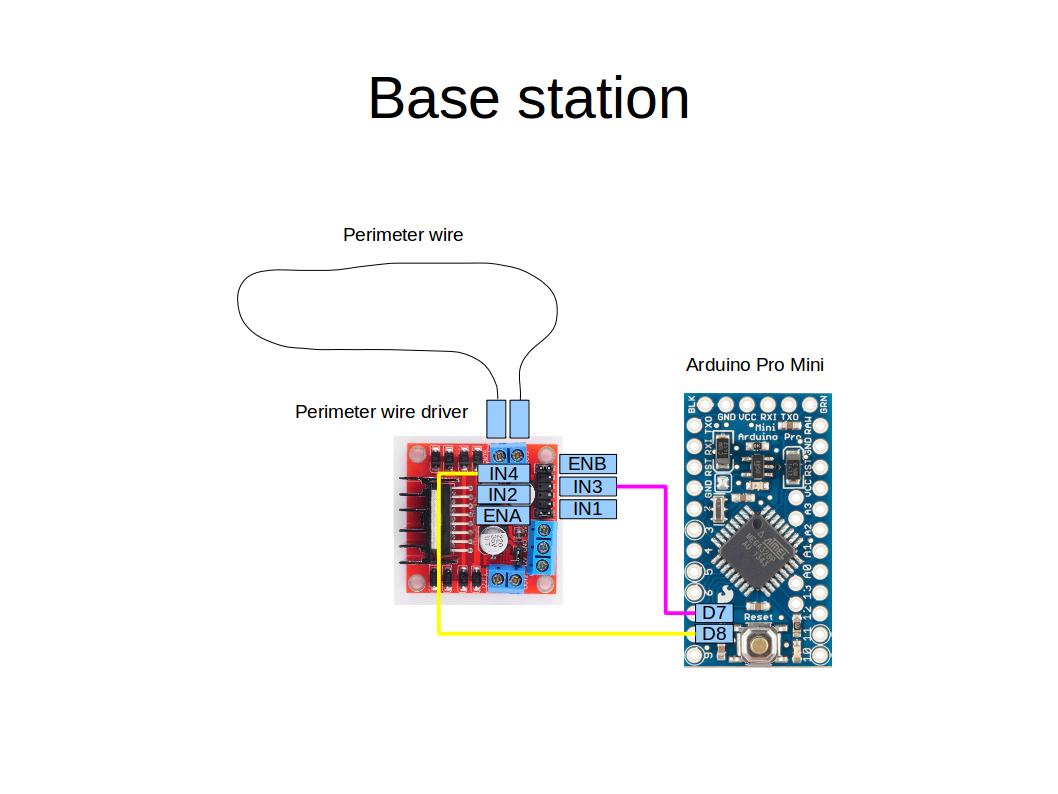 Base station
Perimeter wire
Arduino Pro Mini
Perimeter wire driver
ENB
IN4
IN3
IN2
IN1
ENA
BLK
GND VCC RXI TXO
GRN
TXO
RXI
RST
GND
2
3
4
5
6
9
Mini
Arduino Pro
RAW
GND
RST
VCC
A3
A2
A1
A0
13
12
11
10
D7
D8
Reset